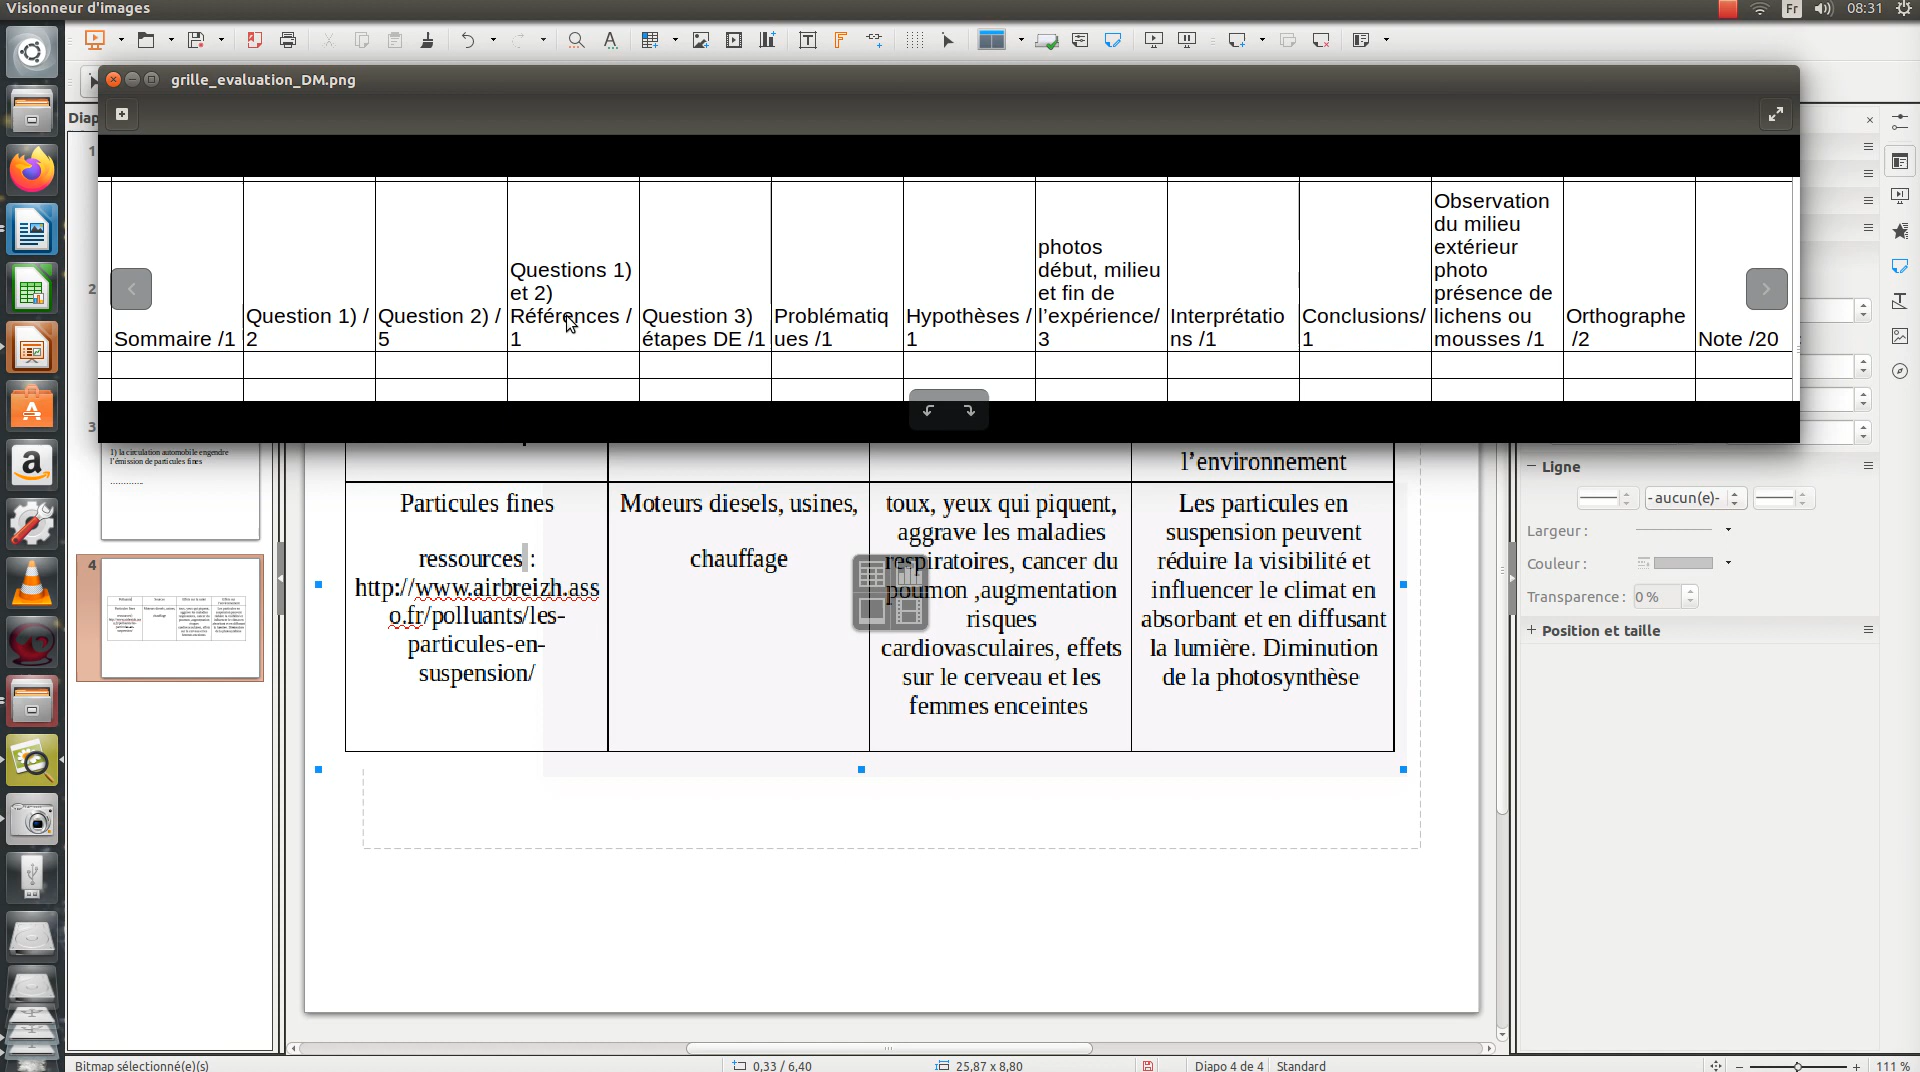 Visionneur d'images
Fr
08:31
grille_evaluation_DM.png
Diap
Sommaire /1
Question 1) /
2
Question 2) /
5
Questions 1)
et 2)
Références /
1
Question 3)
étapes DE /1
Problématiq
ues /1
Hypothèses /
1
photos
début, milieu
et fin de
l'expérience/
3
Interprétatio
ns /1
Conclusions/
1
Observation
du milieu
extérieur
photo
présence de
lichens ou
mousses /1
Orthographe
/2
Note /20
1
2
3
1) la circulation automobile engendre
l'émission de particules fines
............
4
l'environnement
Particules fines
ressources :
http://www.airbreizh.ass
o.fr/polluants/les-
particules-en-
suspension/
Moteurs diesels, usines,
chauffage
toux, yeux qui piquent,
aggrave les maladies
respiratoires, cancer du
poumon ,augmentation
risques
cardiovasculaires, effets
sur le cerveau et les
femmes enceintes
Les particules en
suspension peuvent
réduire la visibilité et
influencer le climat en
absorbant et en diffusant
la lumière. Diminution
de la photosynthèse
Ligne
- aucun(e)-
Largeur :
Couleur :
Transparence : 0 %
Position et taille
Bitmap sélectionné(e)(s)
0,33 / 6,40
25,87 x 8,80
Diapo 4 de 4
Standard
111 %